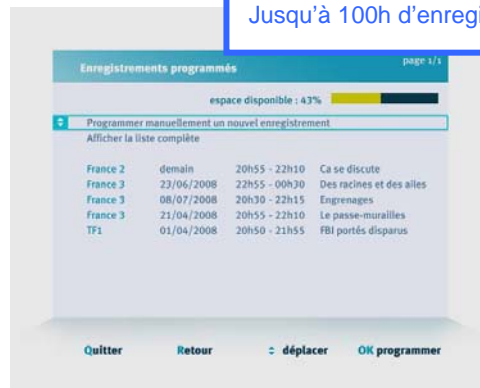 Jusqu'à 100h d'enregi
Enregistrements programmés page 1/1
espace disponible : 43%
Programmer manuellement un nouvel enregistrement
Afficher la liste complète
France 2 demain 20h55 - 22h10 Ca se discute
France 3 23/06/2008 22h55 - 00h30 Des racines et des ailes
France 3 08/07/2008 20h30 - 22h15 Engrenages
France 3 21/04/2008 20h55 - 22h10 Le passe-murailles
TF1 01/04/2008 20h50 - 21h55 FBI portés disparus
Quitter Retour déplacer OK programmer